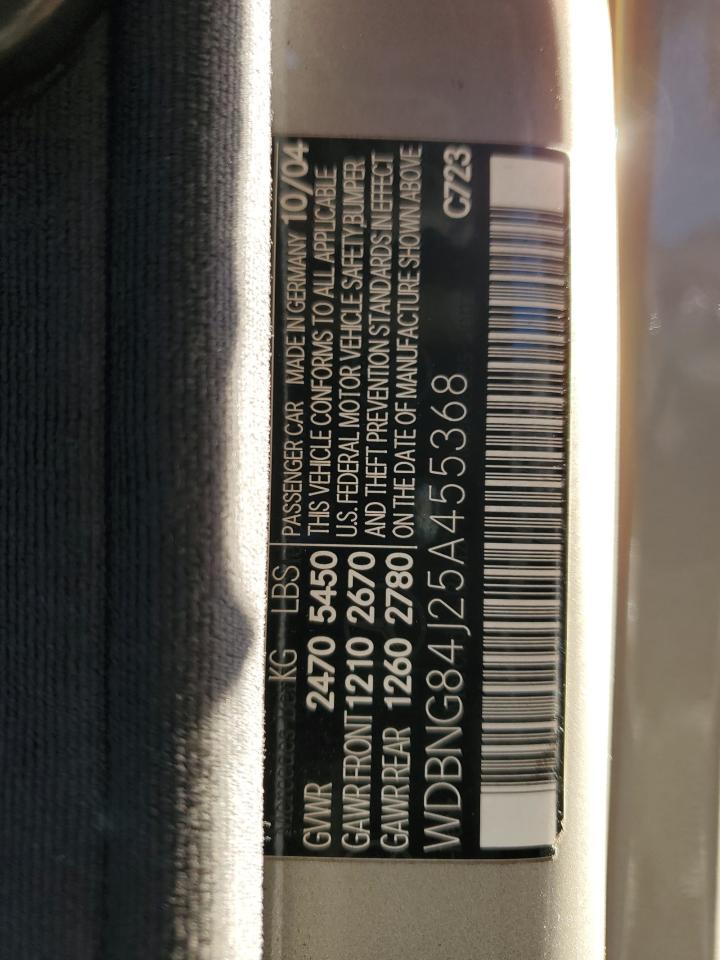 KG LBS
GVWR 2470 5450
GAWR FRONT 1210 2670
GAWR REAR 1260 2780
PASSENGER CAR MADE IN GERMANY 10/04
THIS VEHICLE CONFORMS TO ALL APPLICABLE
U.S. FEDERAL MOTOR VEHICLE SAFETY BUMPER
AND THEFT PREVENTION STANDARDS IN EFFECT
ON THE DATE OF MANUFACTURE SHOWN ABOVE
C723
WDBNG84J25A455368